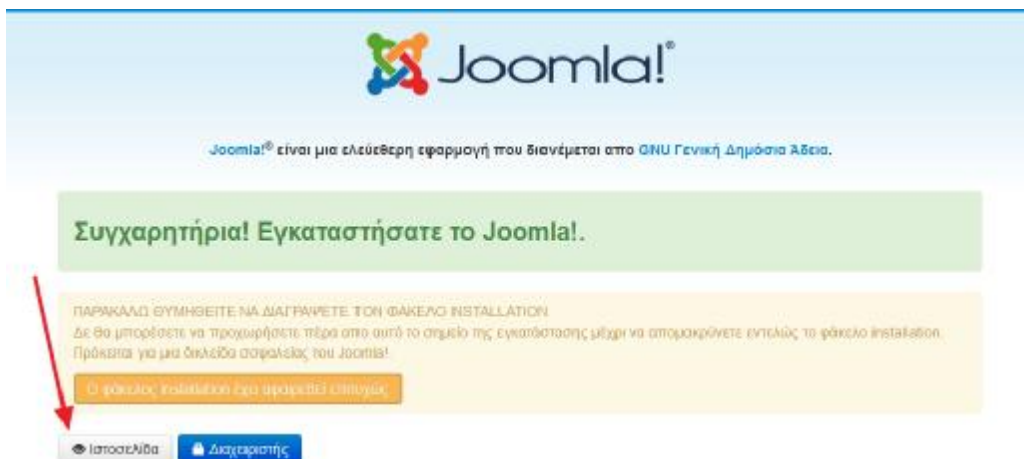 Joomla!®
Joomla!® είναι μια ελεύθερη εφαρμογή που διανέμεται απο GNU Γενική Δημόσια Άδεια.
Συγχαρητήρια! Εγκαταστήσατε το Joomla!.
ΠΑΡΑΚΑΛΩ ΘΥΜΗΘΕΙΤΕ ΝΑ ΔΙΑΓΡΑΨΕΤΕ ΤΟΝ ΦΑΚΕΛΟ INSTALLATION
Δε θα μπορέσετε να προχωρήσετε πέρα απο αυτό το σημείο της εγκατάστασης μέχρι να απομακρύνετε εντελώς το φάκελο installation.
Πρόκειται για μια δικλείδα ασφαλείας του Joomla!
Ο φάκελος installation έχει αφαιρεθεί επιτυχώς
Ιστοσελίδα
Διαχειριστής